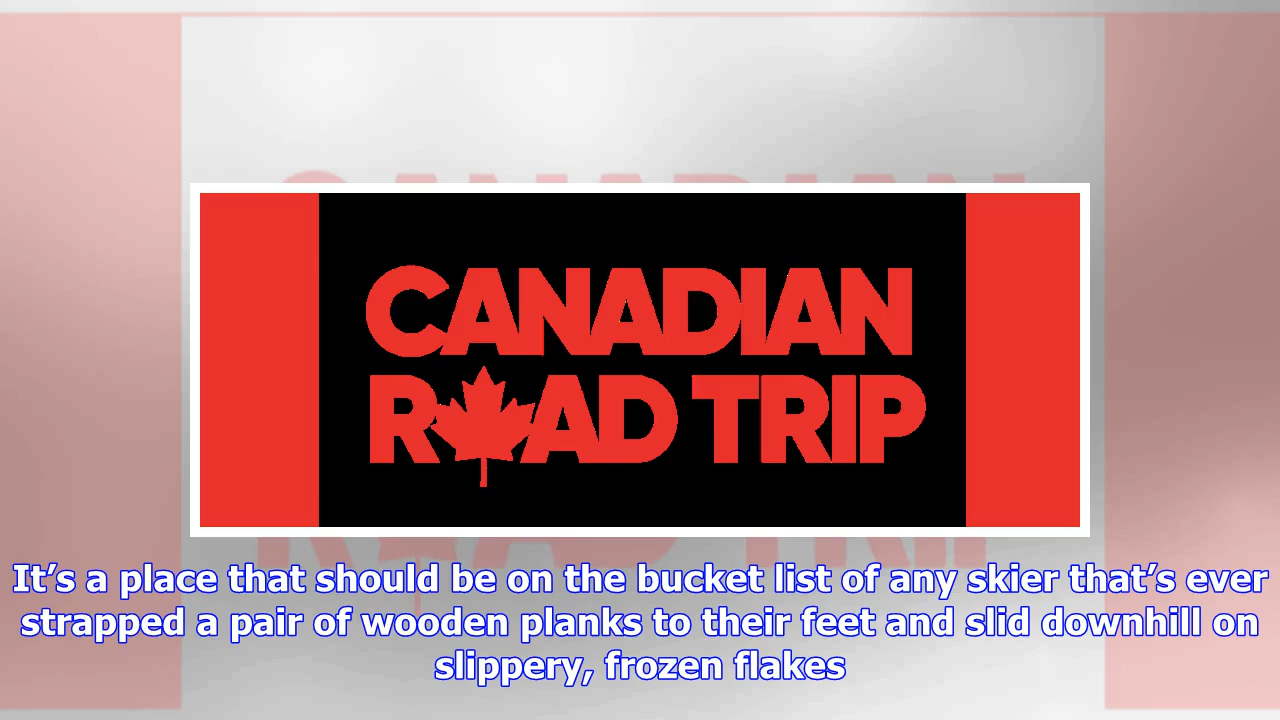 CANADIAN
ROAD TRIP
It’s a place that should be on the bucket list of any skier that’s ever
strapped a pair of wooden planks to their feet and slid downhill on
slippery, frozen flakes